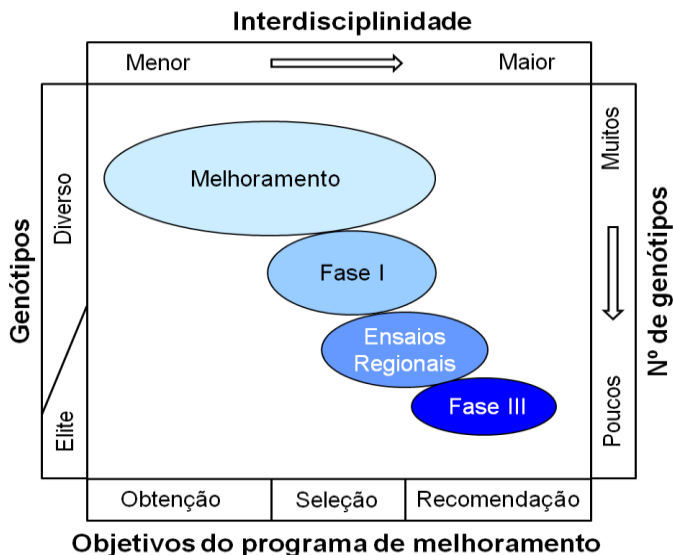 Interdisciplinidade
Menor
Maior
Genótipos
Diverso
Elite
Melhoramento
Fase I
Ensaios
Regionais
Fase III
Muitos
Poucos
Nº de genótipos
Obtenção
Seleção
Recomendação
Objetivos do programa de melhoramento